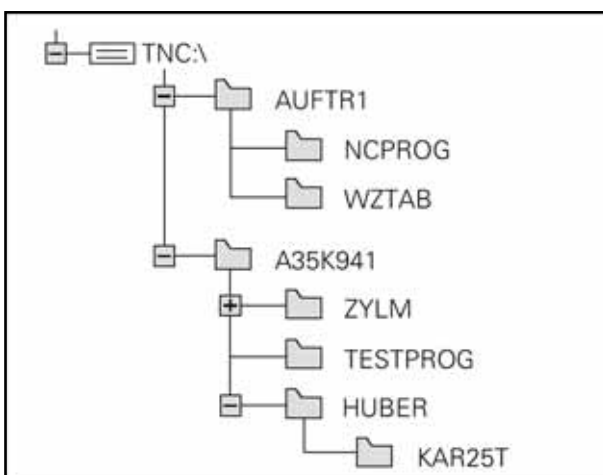 TNC:\
AUFTR1
NCPROG
WZTAB
A35K941
ZYLM
TESTPROG
HUBER
KAR25T